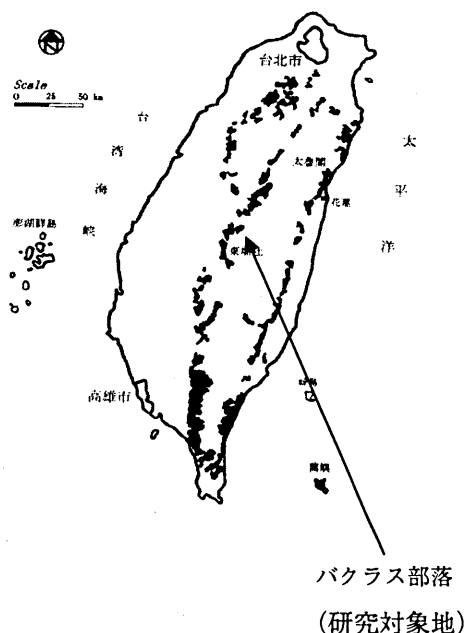 台北市
Scale
0 25 50 km
台湾海峡
太平洋
太魯閣
花蓮
澎湖群島
高雄市
蘭嶼
バクラス部落
(研究対象地)